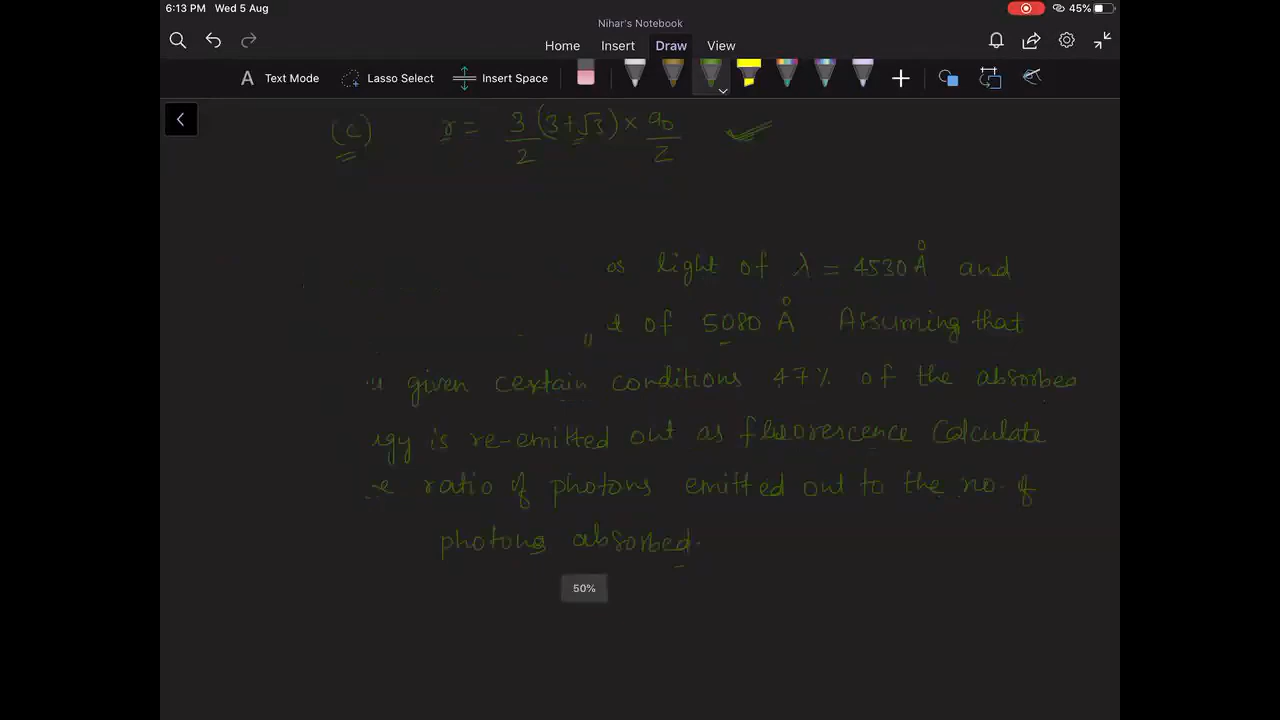 6:13 PM Wed 5 Aug
45%
Nihar's Notebook
Home Insert Draw View
Text Mode Lasso Select Insert Space
(c) r = 3/2 (3+√3) × a0/Z
light of λ = 4530 Å and
of 5080 Å Assuming that
given certain conditions 47% of the absorbed
is re-emitted out as fluorescence Calculate
ratio of photons emitted out to the no. of
photons absorbed.
50%